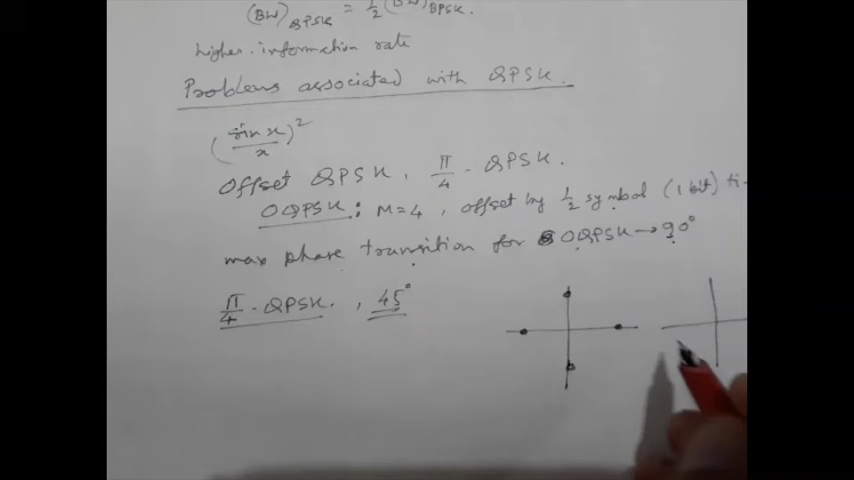 (BW)QPSK = 1/2 (BW)BPSK.
higher. information rate
Problems associated with QPSK.
(sin x / x)²
Offset QPSK, π/4 - QPSK.
OQPSK: M=4, offset by 1/2 symbol (1 bit) ti-
max phase transition for OQPSK → 90°
π/4 - QPSK. , 45°